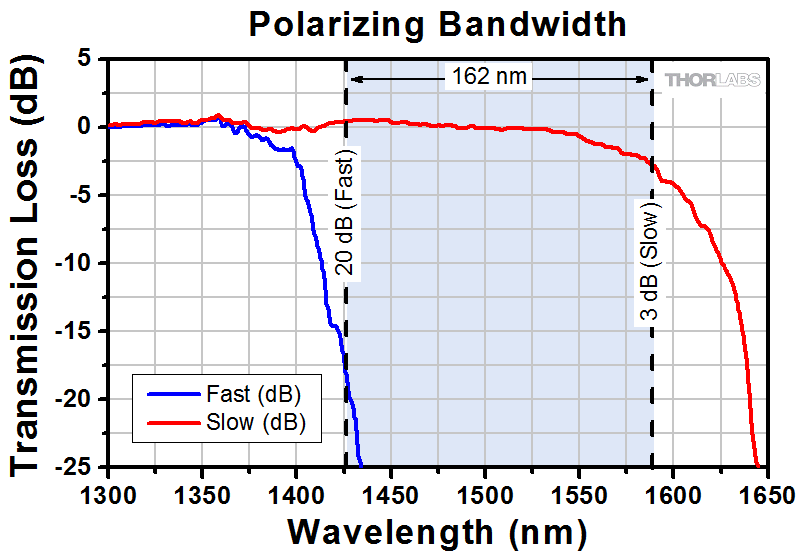 Polarizing Bandwidth
Transmission Loss (dB)
5
0
-5
-10
-15
-20
-25
162 nm
THORLABS
20 dB (Fast)
3 dB (Slow)
Fast (dB)
Slow (dB)
1300 1350 1400 1450 1500 1550 1600 1650
Wavelength (nm)